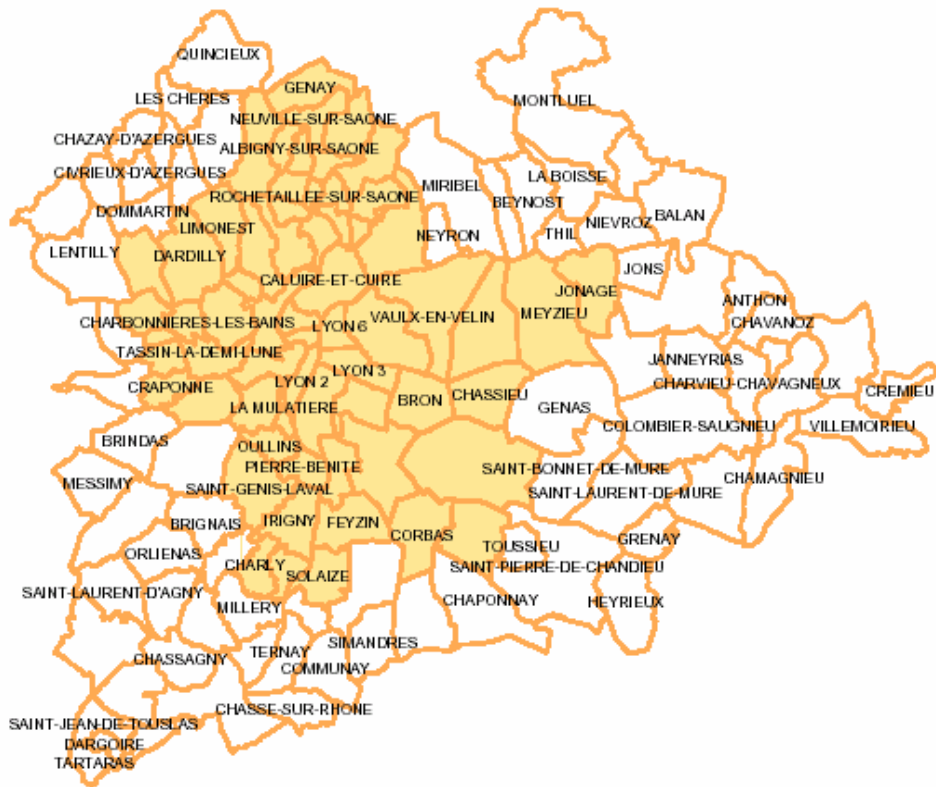 QUINCIEUX
GENAY
LES CHERES
MONTLUEL
NEUVILLE-SUR-SAONE
CHAZAY-D'AZERGUES
ALBIGNY-SUR-SAONE
CIVRIEUX-D'AZERGUES
LA BOISSE
MIRIBEL
ROCHETAILLEE-SUR-SAONE
BEYNOST
DOMMARTIN
BALAN
LIMONEST
NIEVROZ
NEYRON
THIL
LENTILLY
DARDILLY
JONS
CALUIRE-ET-CUIRE
JONAGE
ANTHON
MEYZIEU
VAULX-EN-VELIN
CHARBONNIERES-LES-BAINS
CHAVANOZ
LYON 6
TASSIN-LA-DEMI-LUNE
JANNEYRIAS
LYON 3
CRAPONNE
LYON 2
CHARVIEU-CHAVAGNEUX
CREMIEU
CHASSIEU
BRON
LA MULATIERE
GENAS
COLOMBIER-SAUGNIEU
VILLEMOIRIEU
BRINDAS
OULLINS
PIERRE-BENITE
SAINT-BONNET-DE-MURE
CHAMAGNIEU
MESSIMY
SAINT-GENIS-LAVAL
SAINT-LAURENT-DE-MURE
BRIGNAIS
IRIGNY
FEYZIN
CORBAS
GRENAY
TOUSSIEU
ORLIENAS
CHARLY
SAINT-PIERRE-DE-CHANDIEU
SOLAIZE
SAINT-LAURENT-D'AGNY
CHAPONNAY
HEYRIEUX
MILLERY
SIMANDRES
TERNAY
CHASSAGNY
COMMUNAY
CHASSE-SUR-RHONE
SAINT-JEAN-DE-TOUSLAS
DARGOIRE
TARTARAS